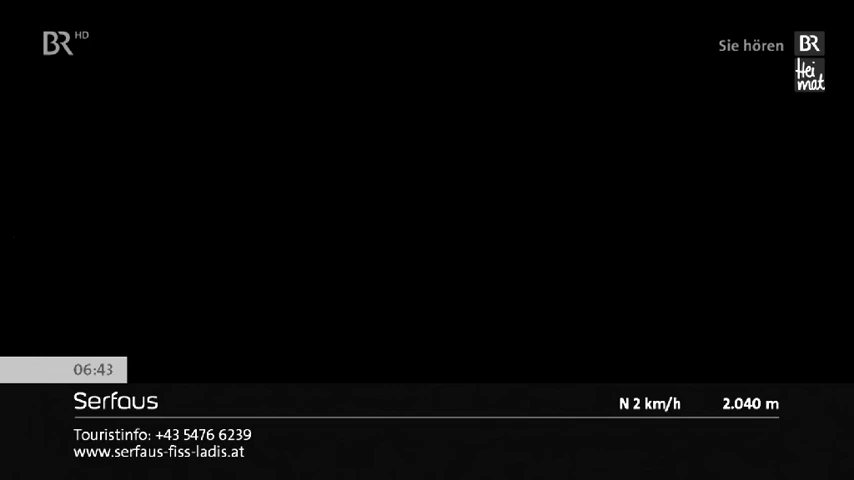 BR HD
Sie hören BR
Hei
mat
06:43
Serfaus
N 2 km/h 2.040 m
Touristinfo: +43 5476 6239
www.serfaus-fiss-ladis.at